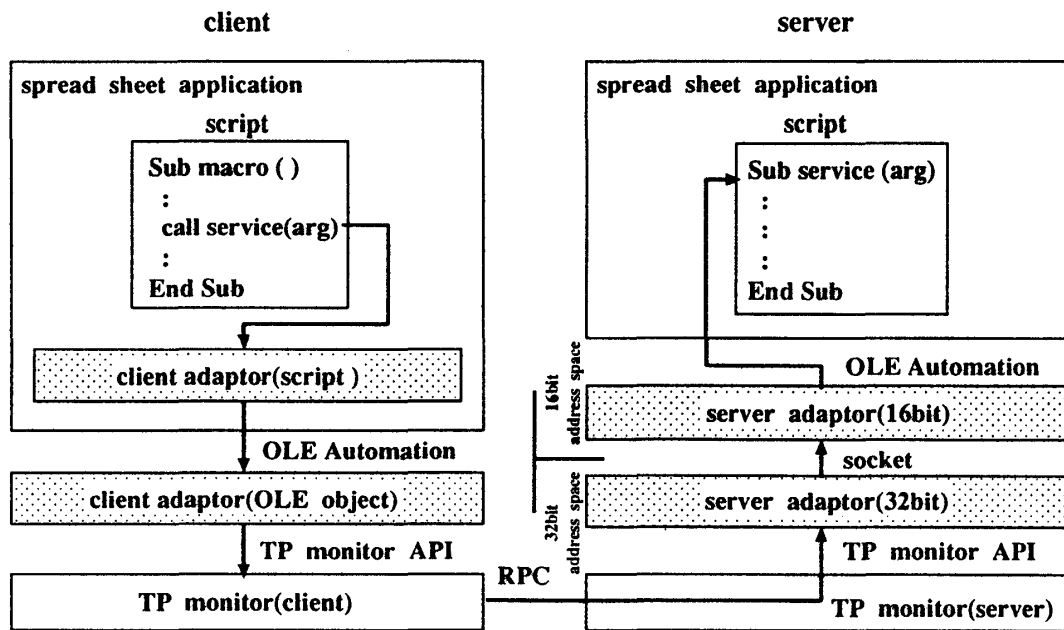 client
spread sheet application
script
Sub macro ( )
:
call service(arg)
:
End Sub
client adaptor(script )
OLE Automation
client adaptor(OLE object)
TP monitor API
TP monitor(client)
RPC
server
spread sheet application
script
Sub service (arg)
:
:
:
End Sub
OLE Automation
16bit
address space
server adaptor(16bit)
socket
32bit
address space
server adaptor(32bit)
TP monitor API
TP monitor(server)